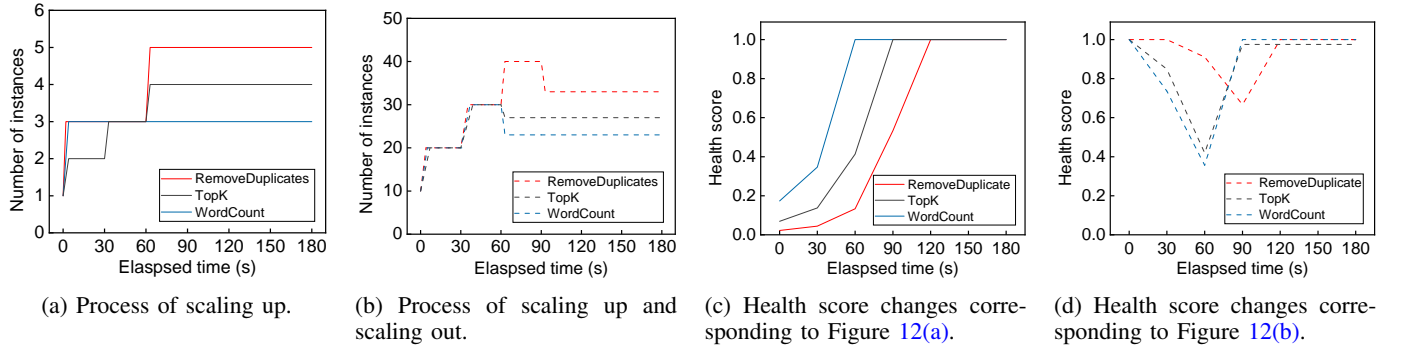 Number of instances
6
5
4
3
2
1
0
RemoveDuplicates
TopK
WordCount
0 30 60 90 120 150 180
Elaspsed time (s)
(a) Process of scaling up.
Number of instances
50
40
30
20
10
0
RemoveDuplicates
TopK
WordCount
0 30 60 90 120 150 180
Elaspsed time (s)
(b) Process of scaling up and
scaling out.
Health score
1.0
0.8
0.6
0.4
0.2
0.0
RemoveDuplicate
TopK
WordCount
0 30 60 90 120 150 180
Elaspsed time (s)
(c) Health score changes corre-
sponding to Figure 12(a).
Health score
1.0
0.8
0.6
0.4
0.2
0.0
RemoveDuplicate
TopK
WordCount
0 30 60 90 120 150 180
Elaspsed time (s)
(d) Health score changes corre-
sponding to Figure 12(b).